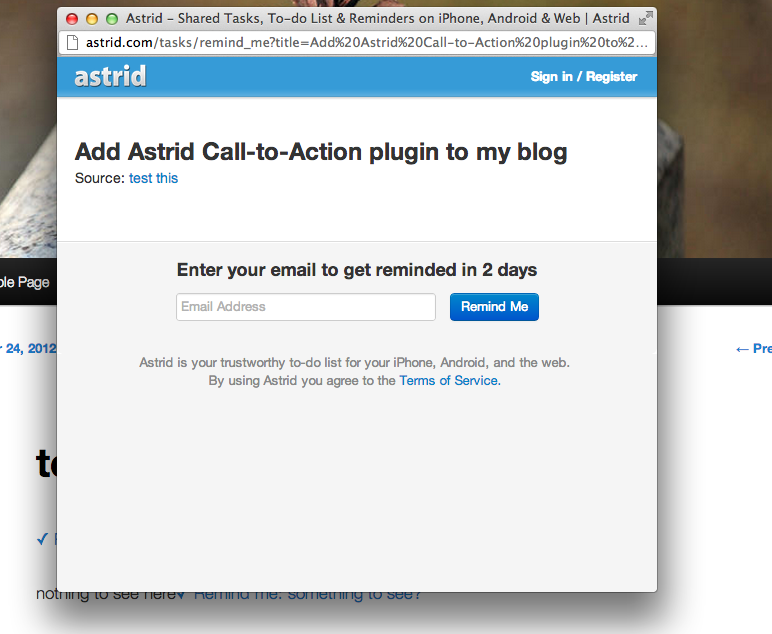 Astrid – Shared Tasks, To-do List & Reminders on iPhone, Android & Web | Astrid
astrid.com/tasks/remind_me?title=Add%20Astrid%20Call-to-Action%20plugin%20to%2...
astrid
Sign in / Register
Add Astrid Call-to-Action plugin to my blog
Source: test this
Page
Enter your email to get reminded in 2 days
Email Address
Remind Me
24, 2012
←
Astrid is your trustworthy to-do list for your iPhone, Android, and the web.
By using Astrid you agree to the Terms of Service.
nothing to see here✓ Remind me: something to see?